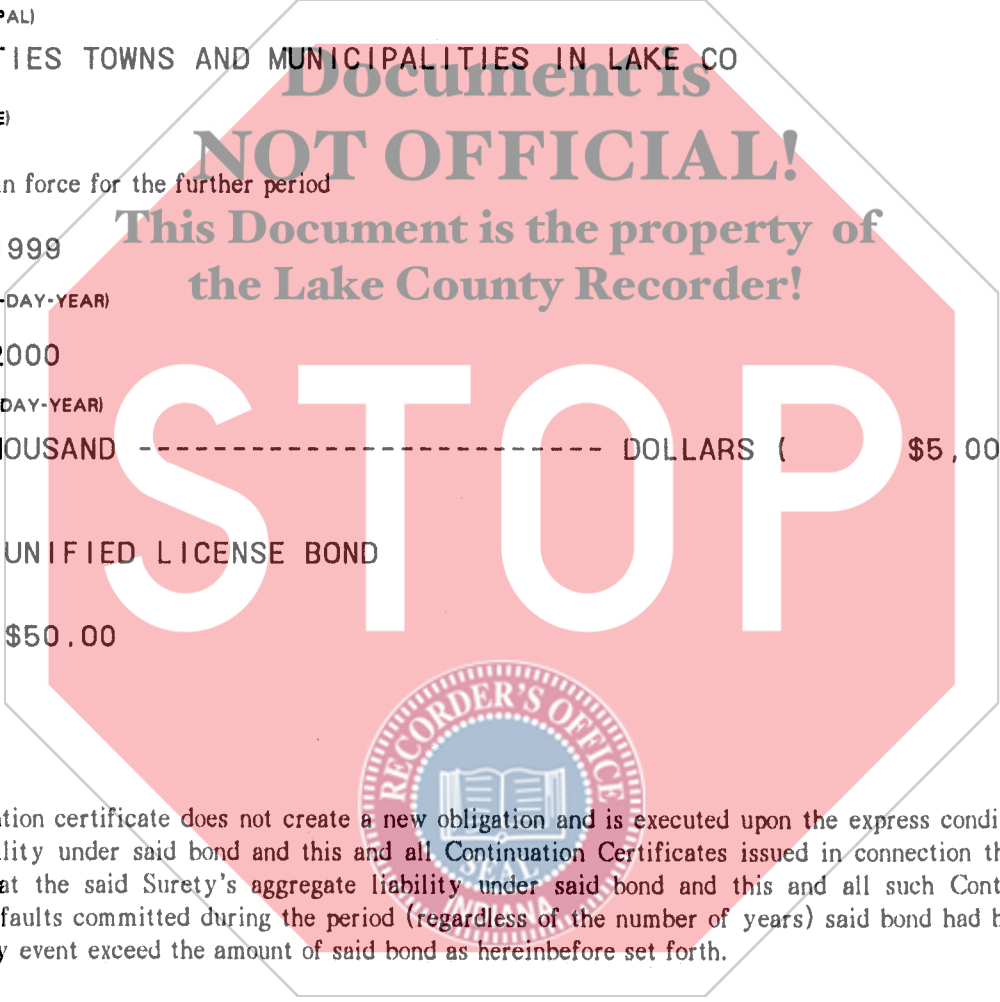 PAL)
TIES TOWNS AND MUNICIPALITIES IN LAKE CO
Document is
NOT OFFICIAL!
E)
n force for the further period
This Document is the property of
999
the Lake County Recorder!
-DAY-YEAR)
2000
DAY-YEAR)
OUSAND ------------------------- DOLLARS ( $5,00
STOP
UNIFIED LICENSE BOND
$50.00
RECORDER'S OFFICE
SEAL
INDIANA
tion certificate does not create a new obligation and is executed upon the express condi
lity under said bond and this and all Continuation Certificates issued in connection th
at the said Surety's aggregate liability under said bond and this and all such Cont
faults committed during the period (regardless of the number of years) said bond had b
y event exceed the amount of said bond as hereinbefore set forth.